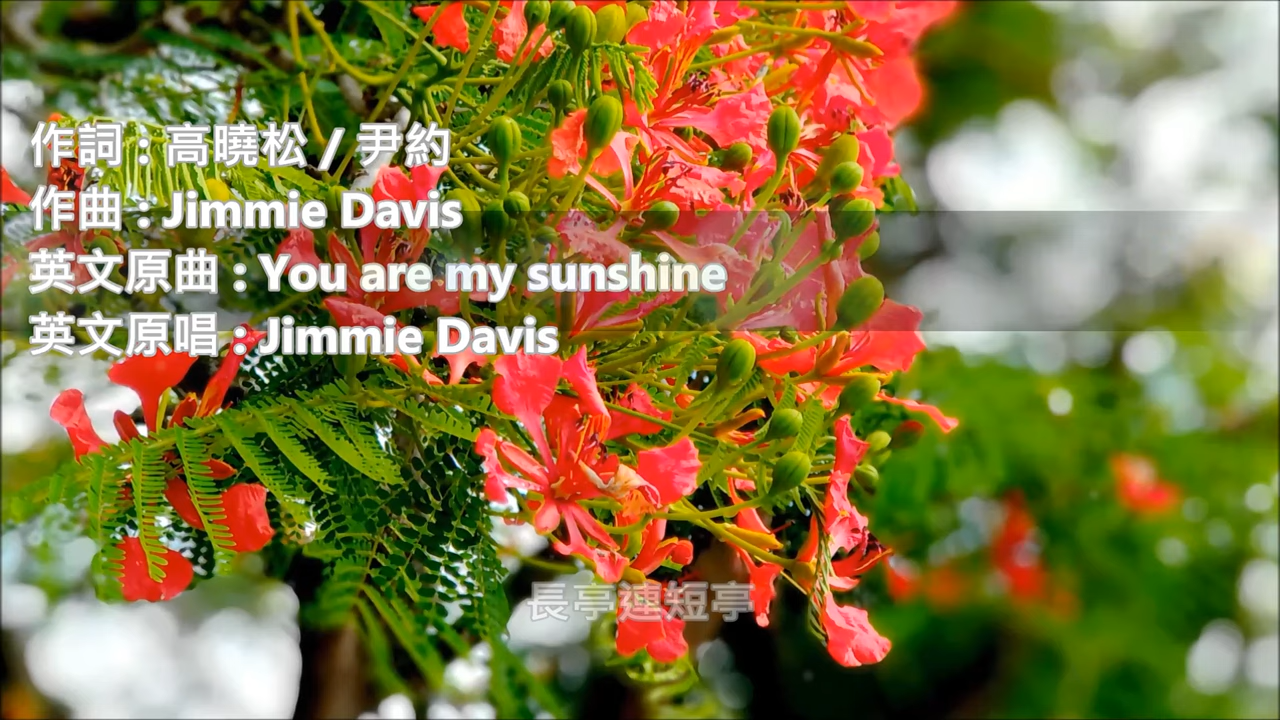 作詞 : 高曉松 / 尹約
作曲 : Jimmie Davis
英文原曲 : You are my sunshine
英文原唱 : Jimmie Davis
長亭連短亭